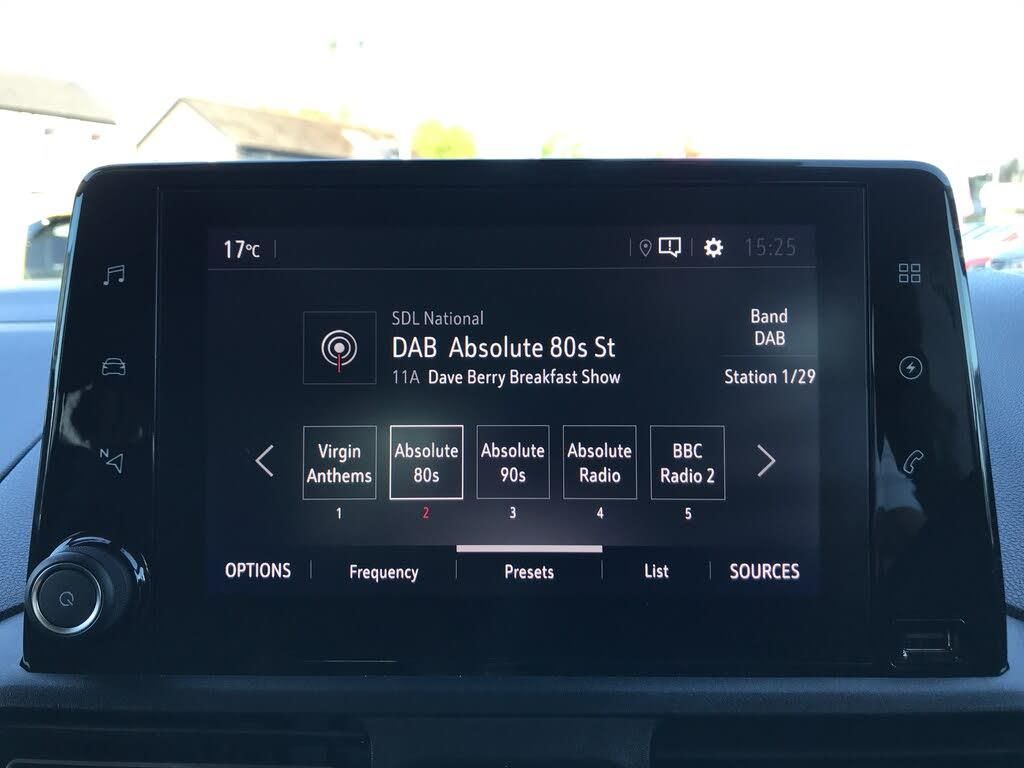 17°C
15:25
SDL National
DAB Absolute 80s St
11A Dave Berry Breakfast Show
Band
DAB
Station 1/29
Virgin
Anthems
Absolute
80s
Absolute
90s
Absolute
Radio
BBC
Radio 2
1
2
3
4
5
OPTIONS
Frequency
Presets
List
SOURCES
N